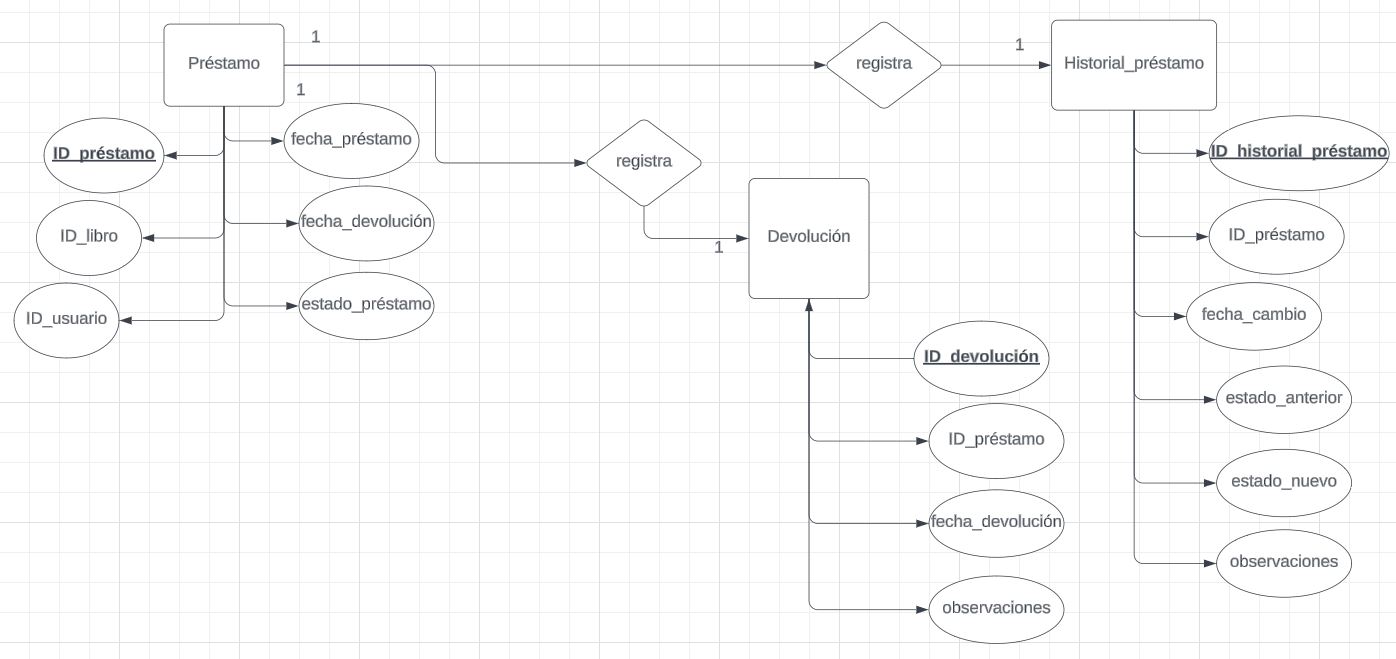 1
1
Préstamo
registra
Historial_préstamo
1
fecha_préstamo
ID_préstamo
registra
ID_historial_préstamo
fecha_devolución
ID_libro
1
Devolución
ID_préstamo
estado_préstamo
ID_usuario
fecha_cambio
ID_devolución
estado_anterior
ID_préstamo
estado_nuevo
fecha_devolución
observaciones
observaciones